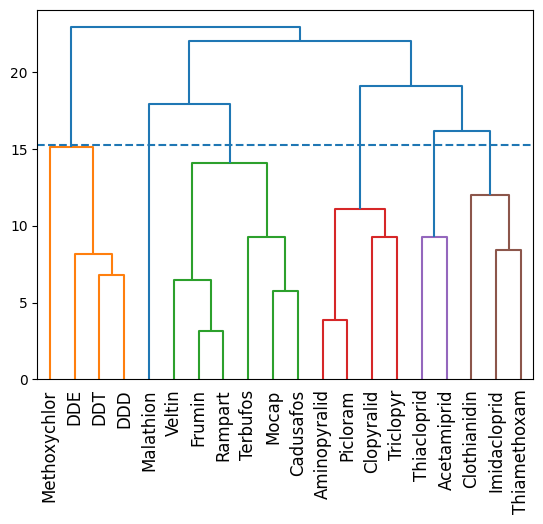 20
15
10
5
0
Methoxychlor
DDE
DDT
DDD
Malathion
Veltin
Frumin
Rampart
Terbufos
Mocap
Cadusafos
Aminopyralid
Picloram
Clopyralid
Triclopyr
Thiacloprid
Acetamiprid
Clothianidin
Imidacloprid
Thiamethoxam